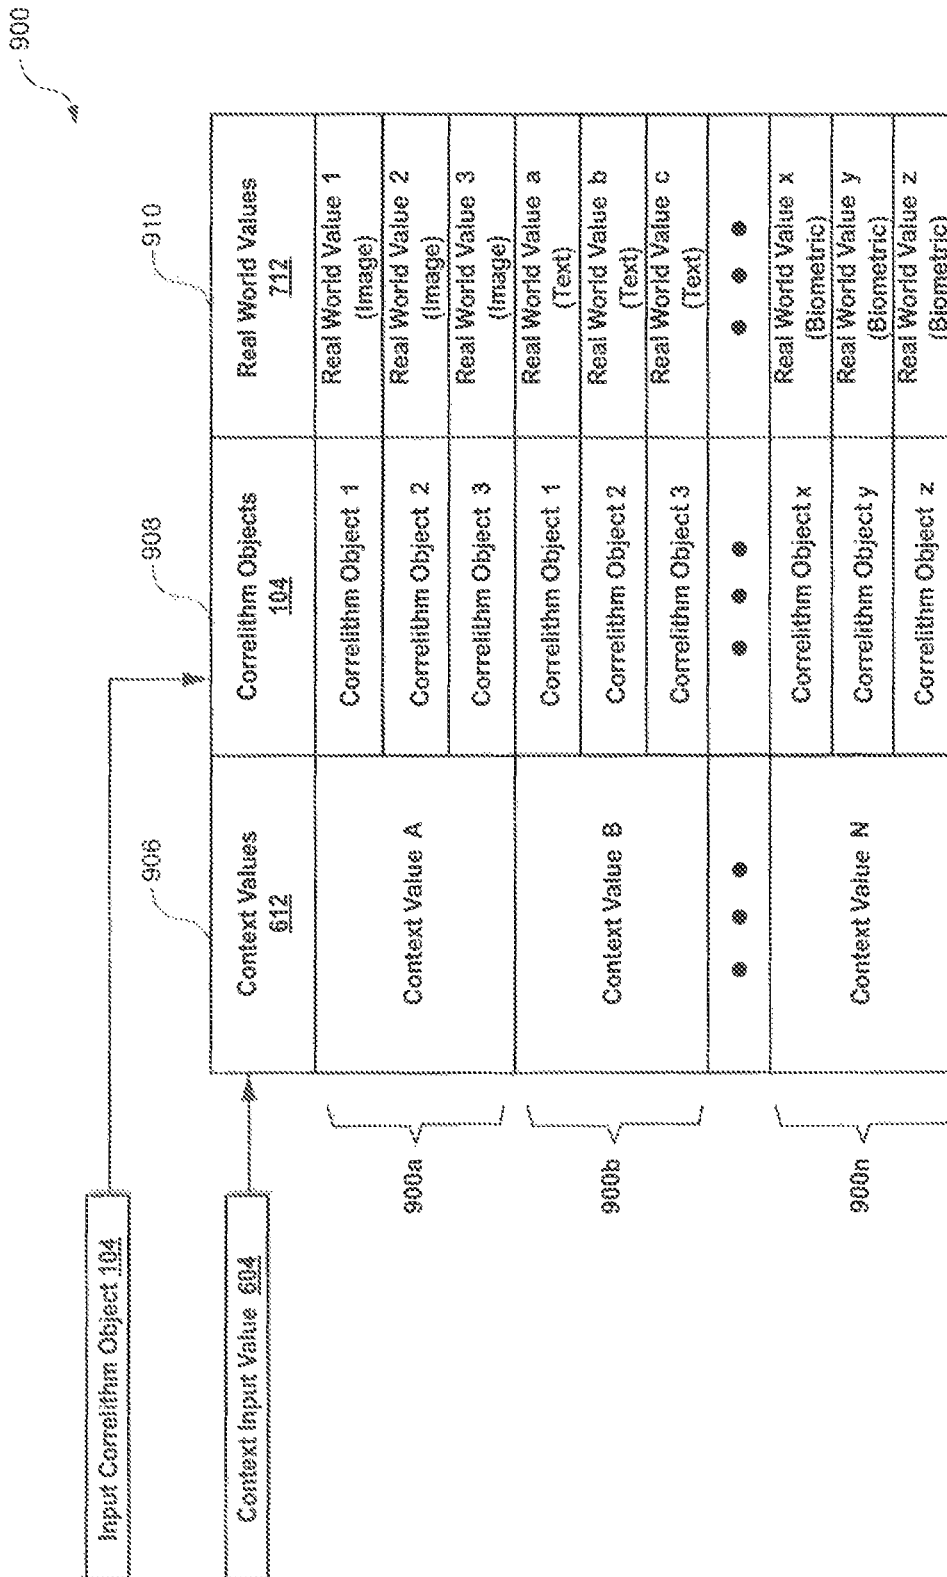 900
Input Correlithm Object 104
Context Input Value 604
906
908
910
Context Values
612
Correlithm Objects
104
Real World Values
712
900a
Context Value A
Correlithm Object 1
Real World Value 1
(Image)
Correlithm Object 2
Real World Value 2
(Image)
Correlithm Object 3
Real World Value 3
(Image)
900b
Context Value B
Correlithm Object 1
Real World Value a
(Text)
Correlithm Object 2
Real World Value b
(Text)
Correlithm Object 3
Real World Value c
(Text)
900n
Context Value N
Correlithm Object x
Real World Value x
(Biometric)
Correlithm Object y
Real World Value y
(Biometric)
Correlithm Object z
Real World Value z
(Biometric)